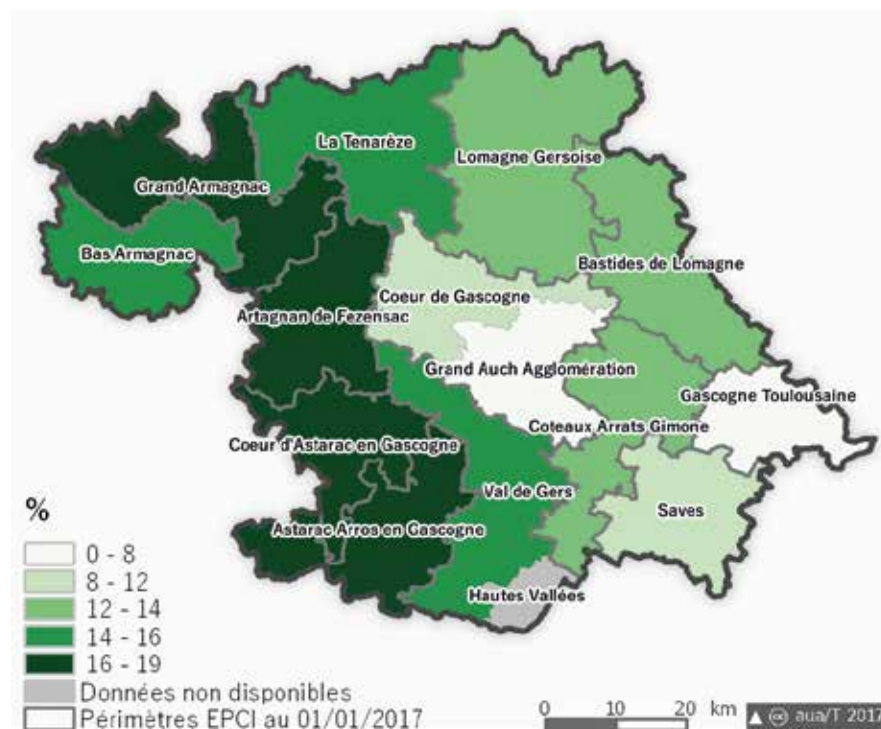 La Tenarèze
Lomagne Gersoise
Grand Armagnac
Bas Armagnac
Bastides de Lomagne
Coeur de Gascogne
Artagnan de Fezensac
Grand Auch Agglomération
Gascogne Toulousaine
Coteaux Arrats Gimone
Coeur d'Astarac en Gascogne
Val de Gers
Saves
Astarac Arros en Gascogne
Hautes Vallées
%
0 - 8
8 - 12
12 - 14
14 - 16
16 - 19
Données non disponibles
Périmètres EPCI au 01/01/2017
0 10 20 km
cc aua/T 2017